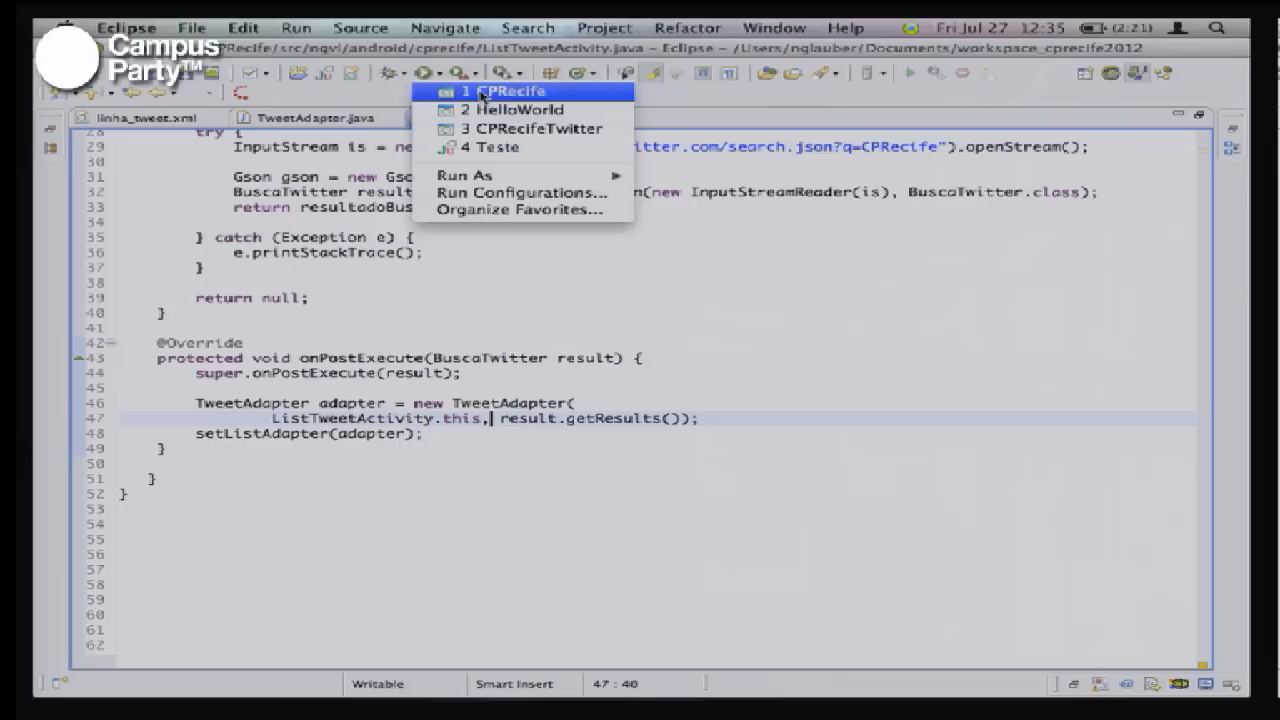 Eclipse File Edit Run Source Navigate Search Project Refactor Window Help Fri Jul 27 12:35 (2:21)
Campus
Party™
PRecife/src/ngvl/android/cprecife/ListTweetActivity.java – Eclipse – /Users/nglauber/Documents/workspace_cprecife2012
linha_tweet.xml TweetAdapter.java
1 CPRecife
2 HelloWorld
3 CPRecifeTwitter
4 Teste
Run As
Run Configurations...
Organize Favorites...
28 try {
29 InputStream is = ne itter.com/search.json?q=CPRecife").openStream();
30
31 Gson gson = new Gso
32 BuscaTwitter result n(new InputStreamReader(is), BuscaTwitter.class);
33 return resultadoBus
34
35 } catch (Exception e) {
36 e.printStackTrace();
37 }
38
39 return null;
40 }
41
42 @Override
43 protected void onPostExecute(BuscaTwitter result) {
44 super.onPostExecute(result);
45
46 TweetAdapter adapter = new TweetAdapter(
47 ListTweetActivity.this, result.getResults());
48 setListAdapter(adapter);
49 }
50
51 }
52 }
53
54
55
56
57
58
59
60
61
62
Writable Smart Insert 47 : 40